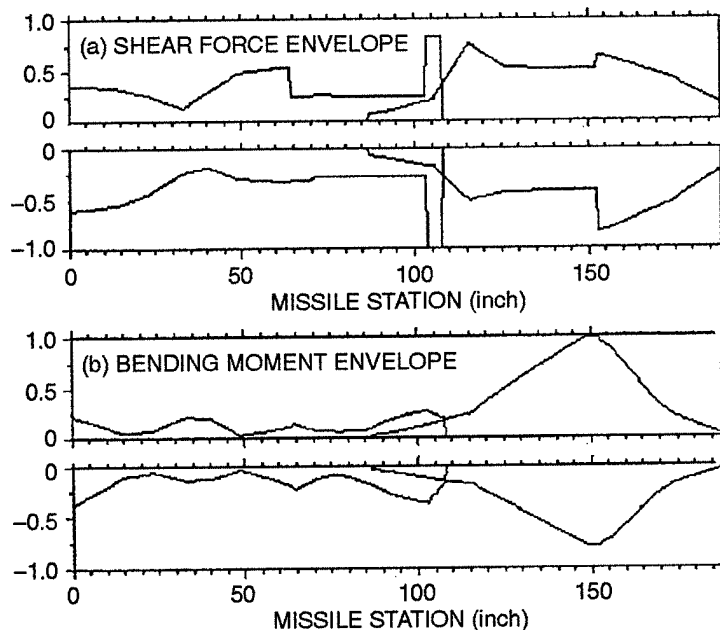 1.0
(a) SHEAR FORCE ENVELOPE
0.5
0
0
−0.5
−1.0
0 50 100 150
MISSILE STATION (inch)
1.0
(b) BENDING MOMENT ENVELOPE
0.5
0
0
−0.5
−1.0
0 50 100 150
MISSILE STATION (inch)